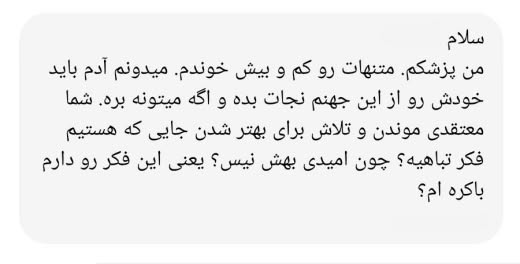 سلام
من پزشکم. متنهات رو کم و بیش خوندم. میدونم آدم باید
خودش رو از این جهنم نجات بده و اگه میتونه بره. شما
معتقدی موندن و تلاش برای بهتر شدن جایی که هستیم
فکر تباهیه؟ چون امیدی بهش نیس؟ یعنی این فکر رو دارم
باکره ام؟